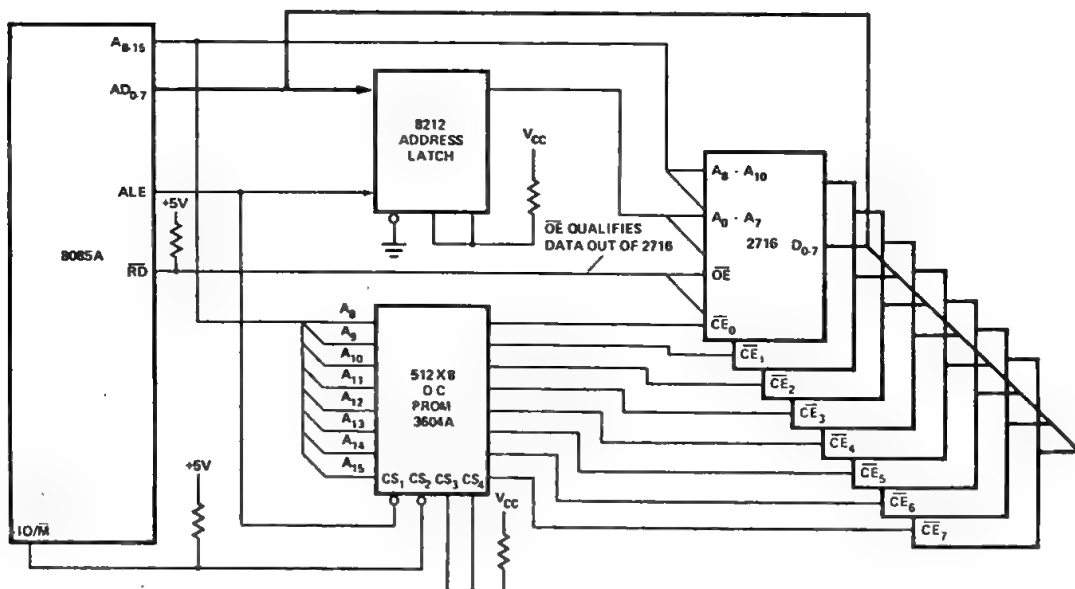 A8-15
AD0-7
8212
ADDRESS
LATCH
VCC
ALE
+5V
8085A
RD
OE QUALIFIES
DATA OUT OF 2716
A8 - A10
A0 - A7
2716
D0-7
OE
CE0
CE1
CE2
CE3
CE4
CE5
CE6
CE7
A8
A9
A10
A11
A12
A13
A14
A15
512 X 8
O C
PROM
3604A
CS1 CS2 CS3 CS4
VCC
+5V
IO/M